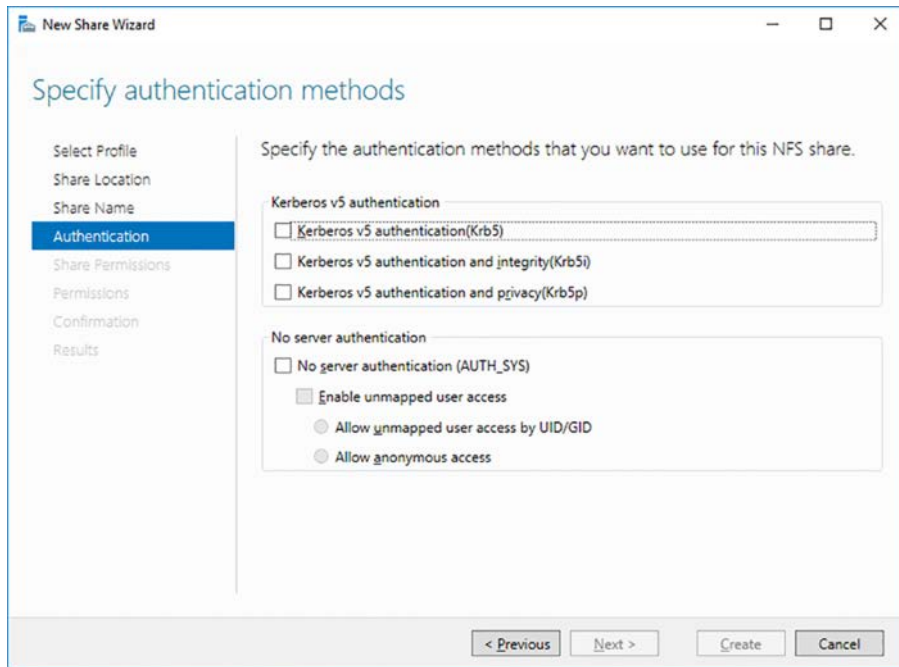 New Share Wizard
Specify authentication methods
Select Profile
Share Location
Share Name
Authentication
Share Permissions
Permissions
Confirmation
Results
Specify the authentication methods that you want to use for this NFS share.
Kerberos v5 authentication
Kerberos v5 authentication(Krb5)
Kerberos v5 authentication and integrity(Krb5i)
Kerberos v5 authentication and privacy(Krb5p)
No server authentication
No server authentication (AUTH_SYS)
Enable unmapped user access
Allow unmapped user access by UID/GID
Allow anonymous access
< Previous Next > Create Cancel